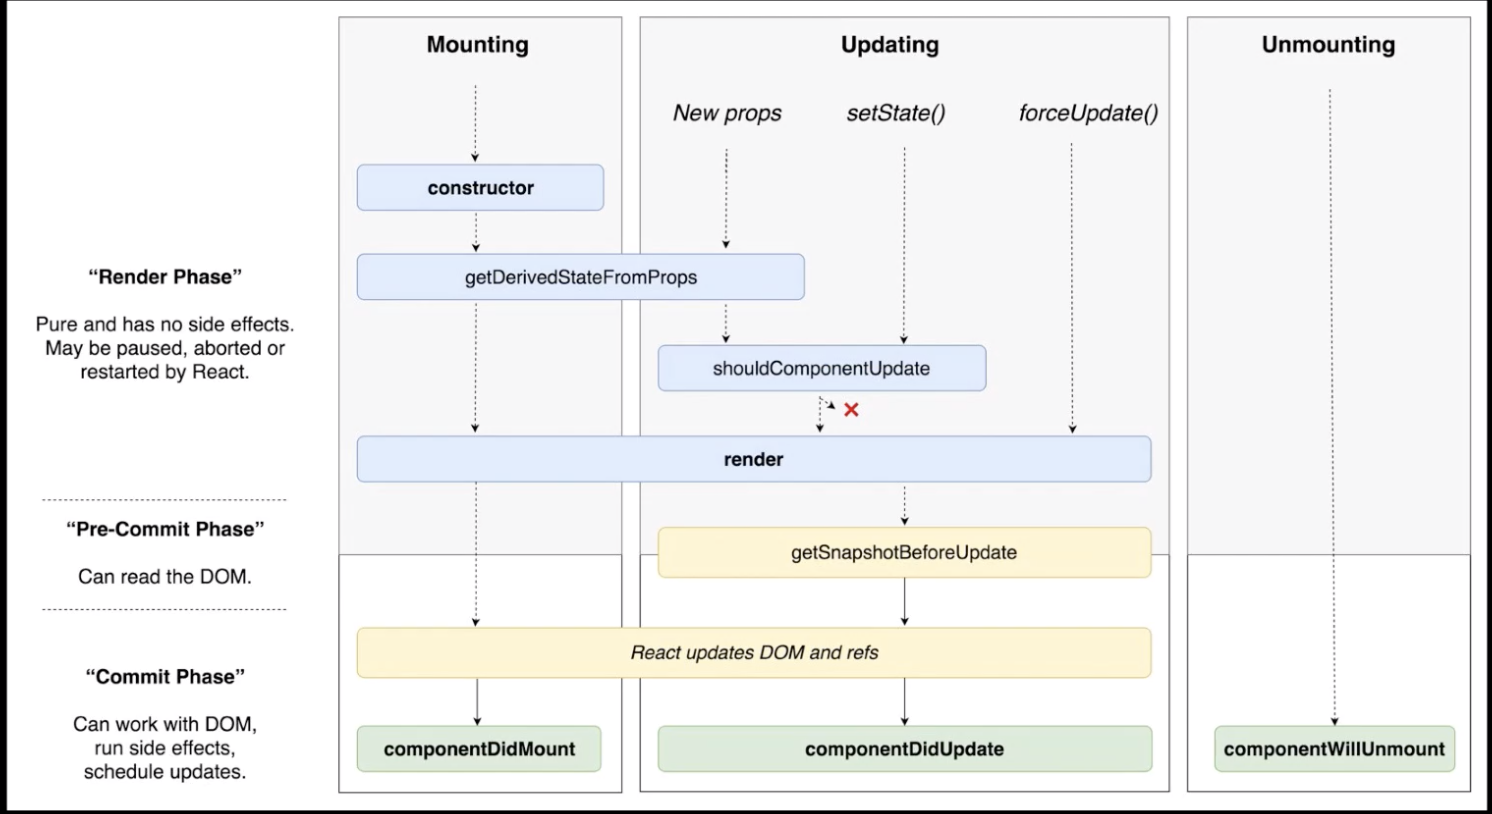 Mounting
Updating
Unmounting
New props
setState()
forceUpdate()
constructor
“Render Phase”
getDerivedStateFromProps
Pure and has no side effects.
May be paused, aborted or
restarted by React.
shouldComponentUpdate
render
“Pre-Commit Phase”
Can read the DOM.
getSnapshotBeforeUpdate
React updates DOM and refs
“Commit Phase”
Can work with DOM,
run side effects,
schedule updates.
componentDidMount
componentDidUpdate
componentWillUnmount